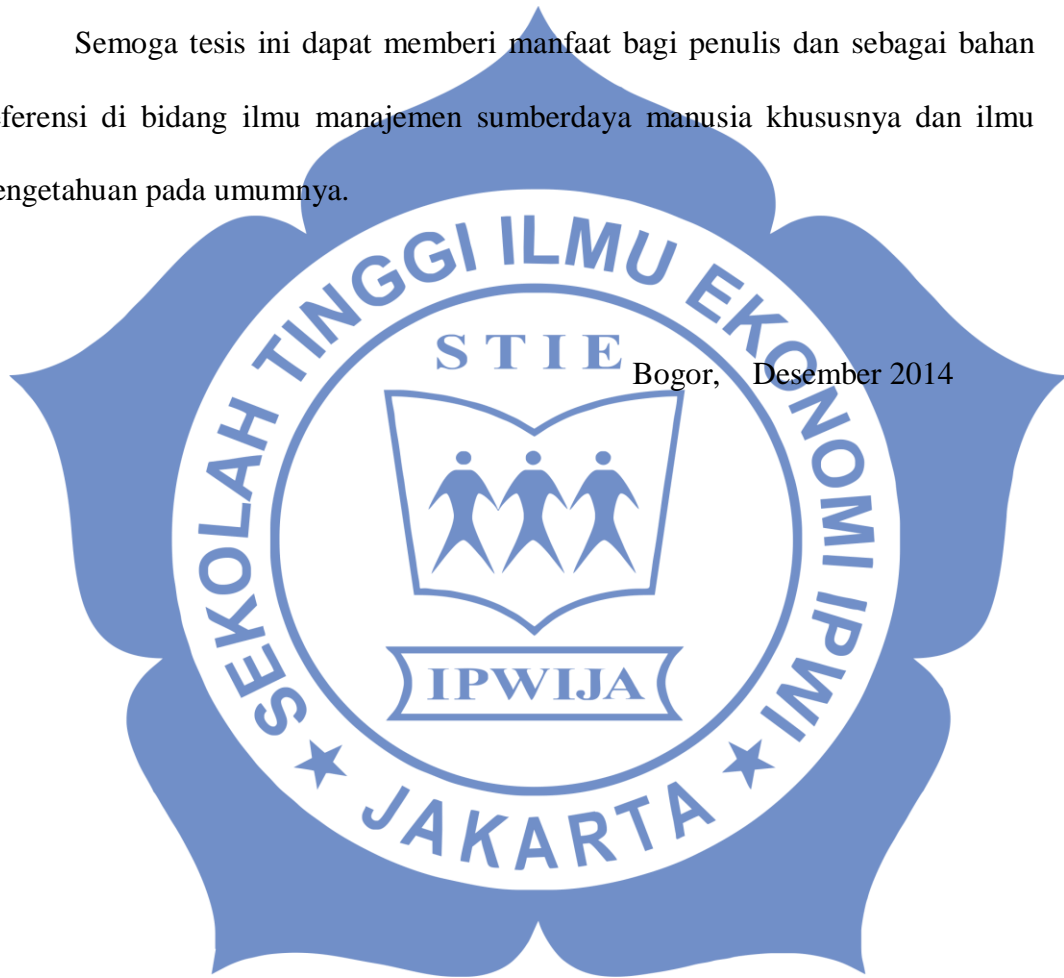 Semoga tesis ini dapat memberi manfaat bagi penulis dan sebagai bahan
eferensi di bidang ilmu manajemen sumberdaya manusia khususnya dan ilmu
engetahuan pada umumnya.
SEKOLAH TINGGI ILMU EKONOMI IPWI
STIE
Bogor, Desember 2014
IPWIJA
★ JAKARTA ★